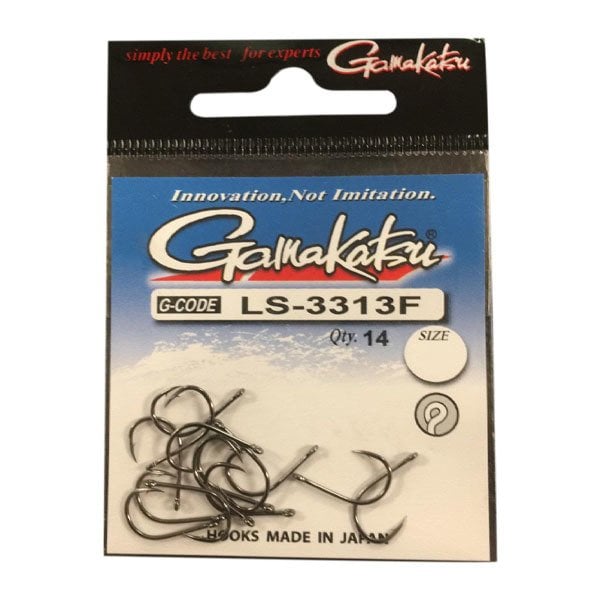 simply the best for experts Gamakatsu
Innovation, Not Imitation.
Gamakatsu®
G-CODE LS-3313F
Qty. 14 SIZE
HOOKS MADE IN JAPAN